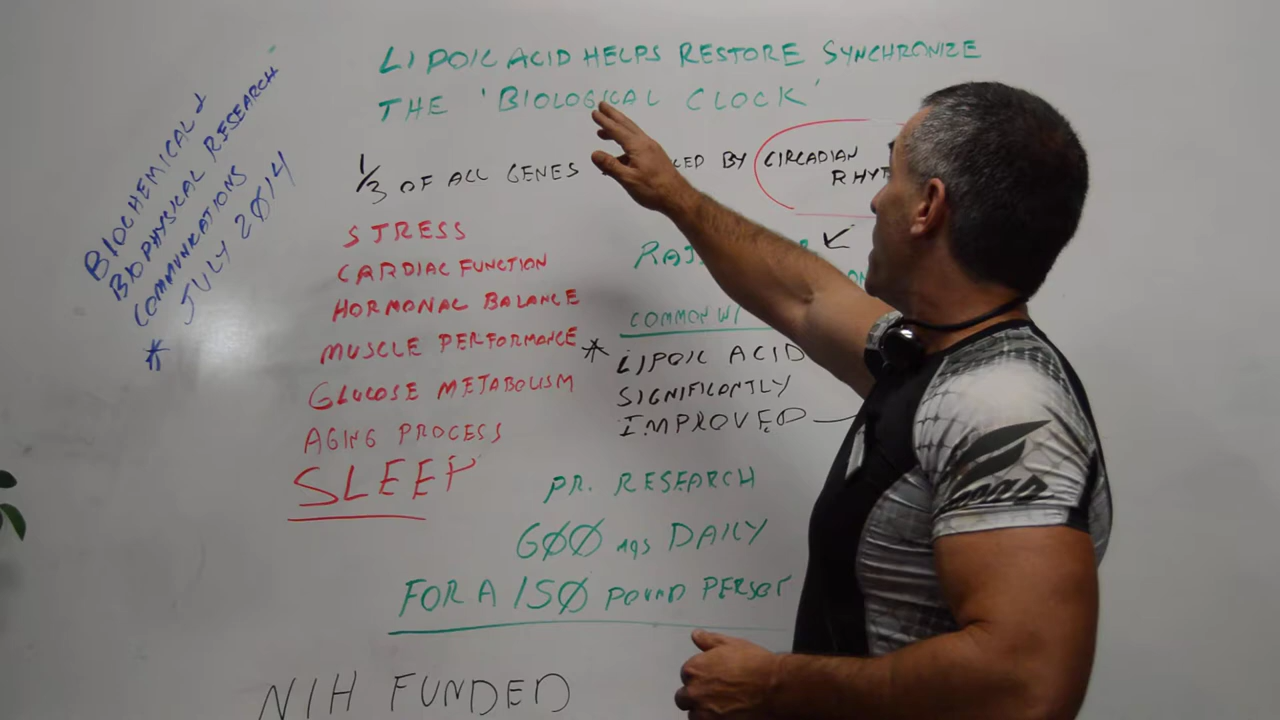 LIPOIC ACID HELPS RESTORE SYNCHRONIZE
THE 'BIOLOGICAL CLOCK'
BIOCHEMICAL &
BIOPHYSICAL RESEARCH
COMMUNICATIONS
JULY 2014
*
1/3 OF ALL GENES BY CIRCADIAN
STRESS
CARDIAC FUNCTION
HORMONAL BALANCE
MUSCLE PERFORMANCE
GLUCOSE METABOLISM
AGING PROCESS
SLEEP
COMMON W/
* LIPOIC ACID
SIGNIFICANTLY
IMPROVED
PR. RESEARCH
600 mgs DAILY
FOR A 150 POUND PERSON
NIH FUNDED